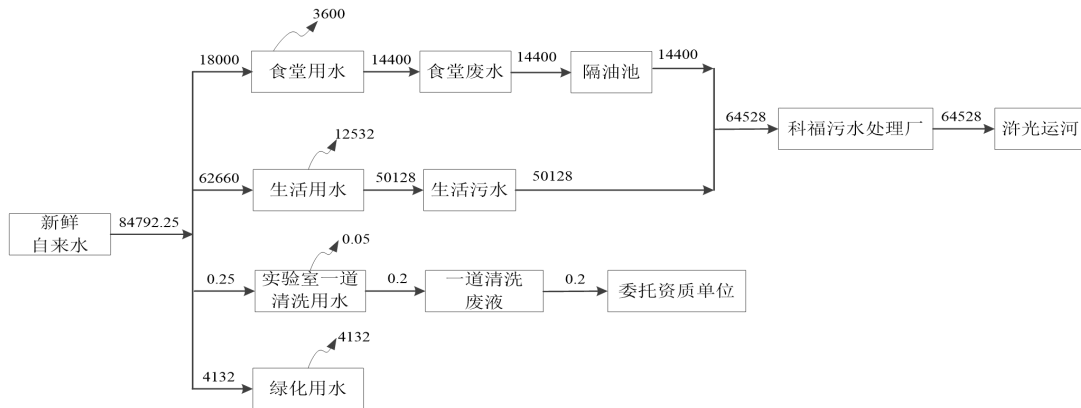 3600
18000
食堂用水
14400
食堂废水
14400
隔油池
14400
64528
科福污水处理厂
64528
浒光运河
12532
62660
生活用水
50128
生活污水
50128
新鲜
自来水
84792.25
0.05
0.25
实验室一道
清洗用水
0.2
一道清洗
废液
0.2
委托资质单位
4132
4132
绿化用水